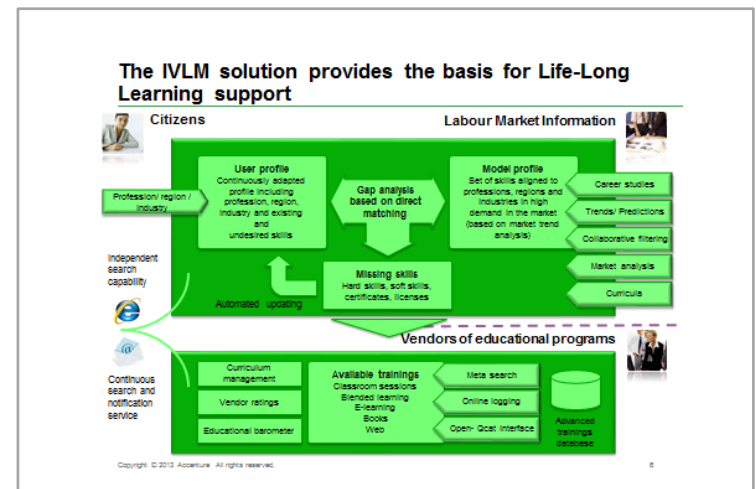 The IVLM solution provides the basis for Life-Long
Learning support
Citizens
Labour Market Information
User profile
Continuously adapted
profile including
profession, region,
industry and existing
and
undesired skills
Gap analysis
based on direct
matching
Model profile
Set of skills aligned to
professions, regions and
industries in high
demand in the market
(based on market trend
analysis)
Profession/ region /
Industry
Career studies
Trends/ Predictions
Collaborative filtering
Market analysis
Curricula
Missing skills
Hard skills, soft skills,
certificates, licenses
Automated updating
Independent
search
capability
Vendors of educational programs
Continuous
search and
notification
service
Curriculum
management
Vendor ratings
Educational barometer
Available trainings
Classroom sessions
Blended learning
E-learning
Books
Web
Meta search
Online logging
Open- Qcat Interface
Advanced
trainings
database
Copyright © 2013 Accenture All rights reserved.
6